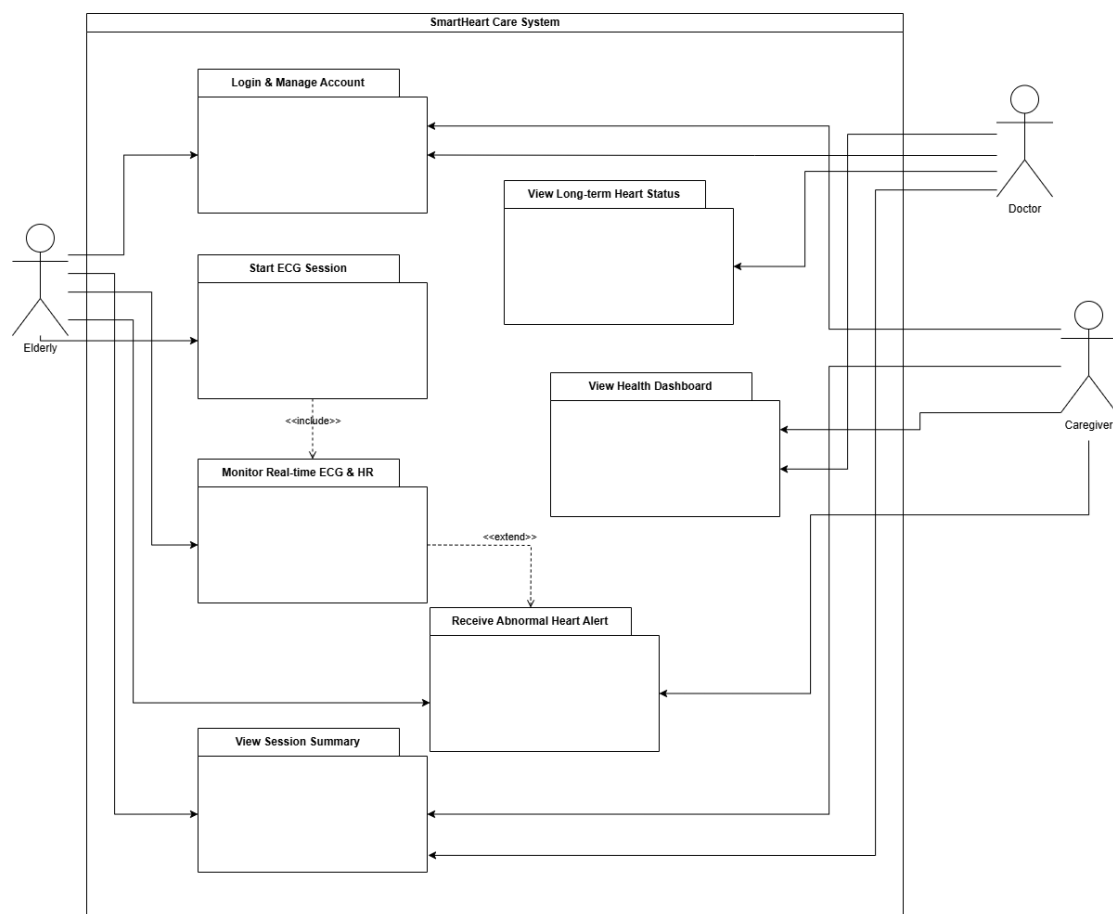 SmartHeart Care System
Login & Manage Account
Doctor
View Long-term Heart Status
Elderly
Start ECG Session
Caregiver
View Health Dashboard
<<include>>
Monitor Real-time ECG & HR
<<extend>>
Receive Abnormal Heart Alert
View Session Summary